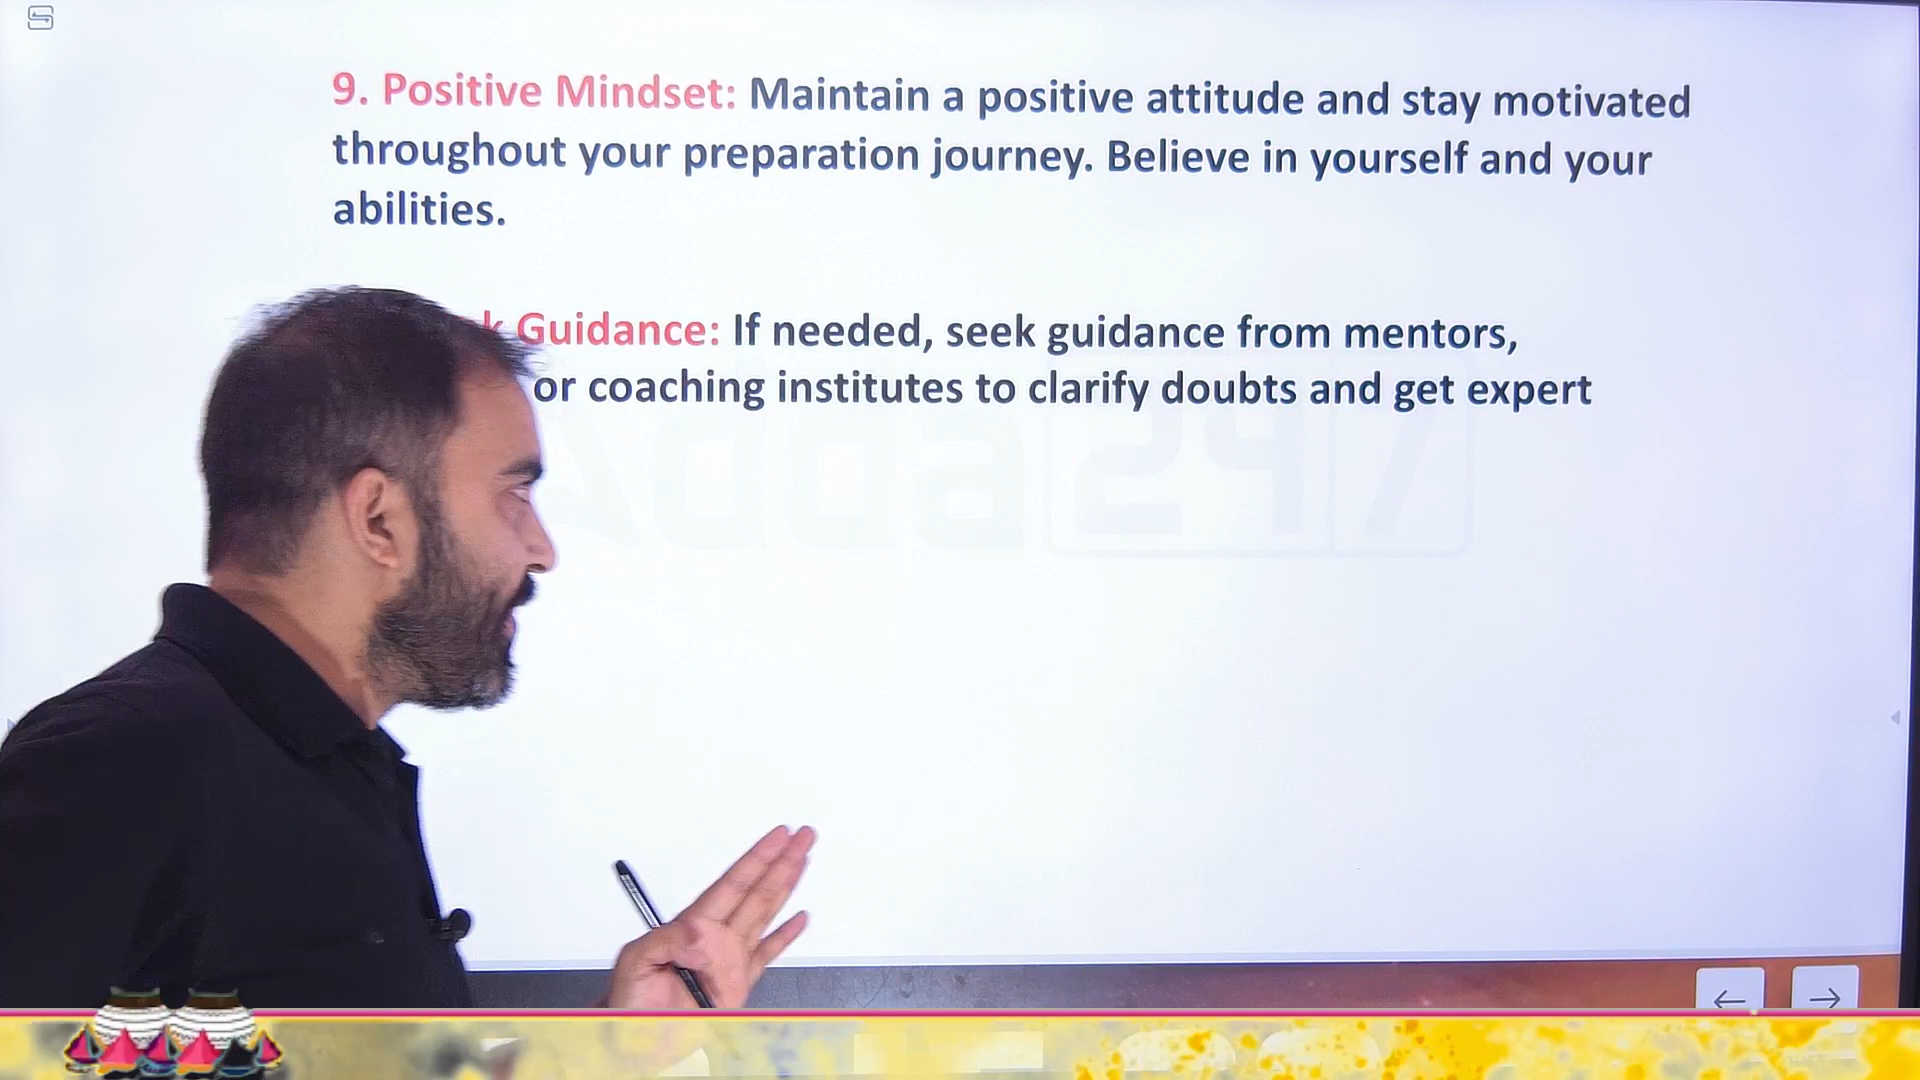 9. Positive Mindset: Maintain a positive attitude and stay motivated
throughout your preparation journey. Believe in yourself and your
abilities.
k Guidance: If needed, seek guidance from mentors,
or coaching institutes to clarify doubts and get expert
Adda247